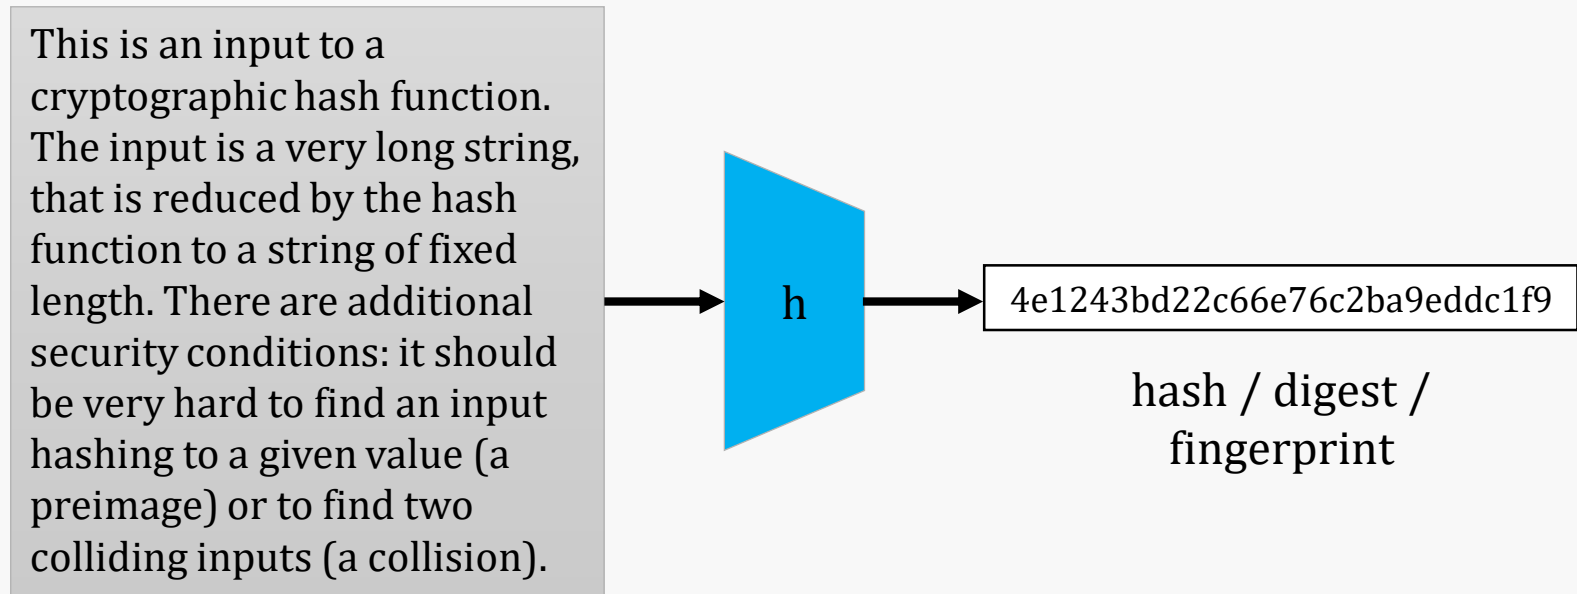 This is an input to a
cryptographic hash function.
The input is a very long string,
that is reduced by the hash
function to a string of fixed
length. There are additional
security conditions: it should
be very hard to find an input
hashing to a given value (a
preimage) or to find two
colliding inputs (a collision).
h
4e1243bd22c66e76c2ba9eddc1f9
hash / digest /
fingerprint